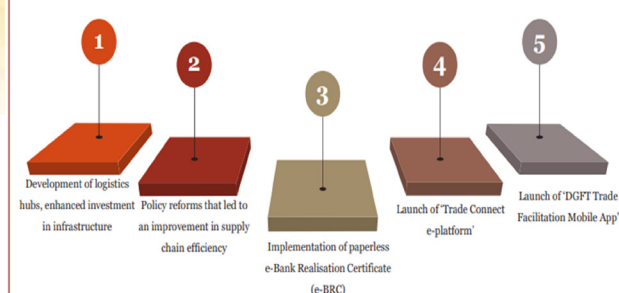 1
Development of logistics
hubs, enhanced investment
in infrastructure
2
Policy reforms that led to
an improvement in supply
chain efficiency
3
Implementation of paperless
e-Bank Realisation Certificate
(e-BRC)
4
Launch of 'Trade Connect
e-platform'
5
Launch of 'DGFT Trade
Facilitation Mobile App'